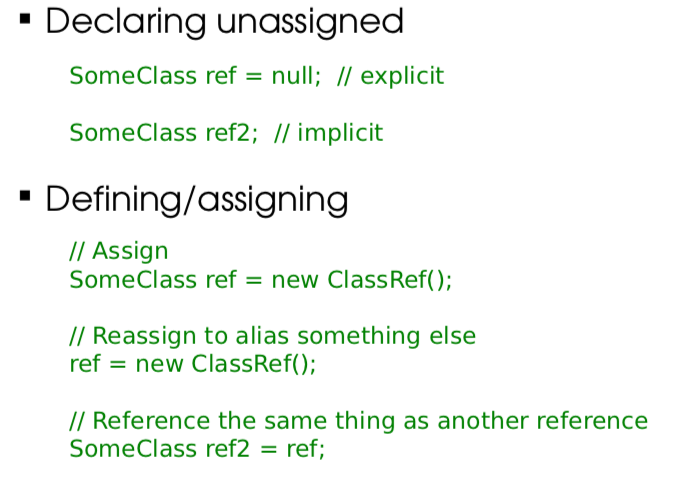 ▪ Declaring unassigned
SomeClass ref = null;  // explicit
SomeClass ref2;  // implicit
▪ Defining/assigning
// Assign
SomeClass ref = new ClassRef();
// Reassign to alias something else
ref = new ClassRef();
// Reference the same thing as another reference
SomeClass ref2 = ref;